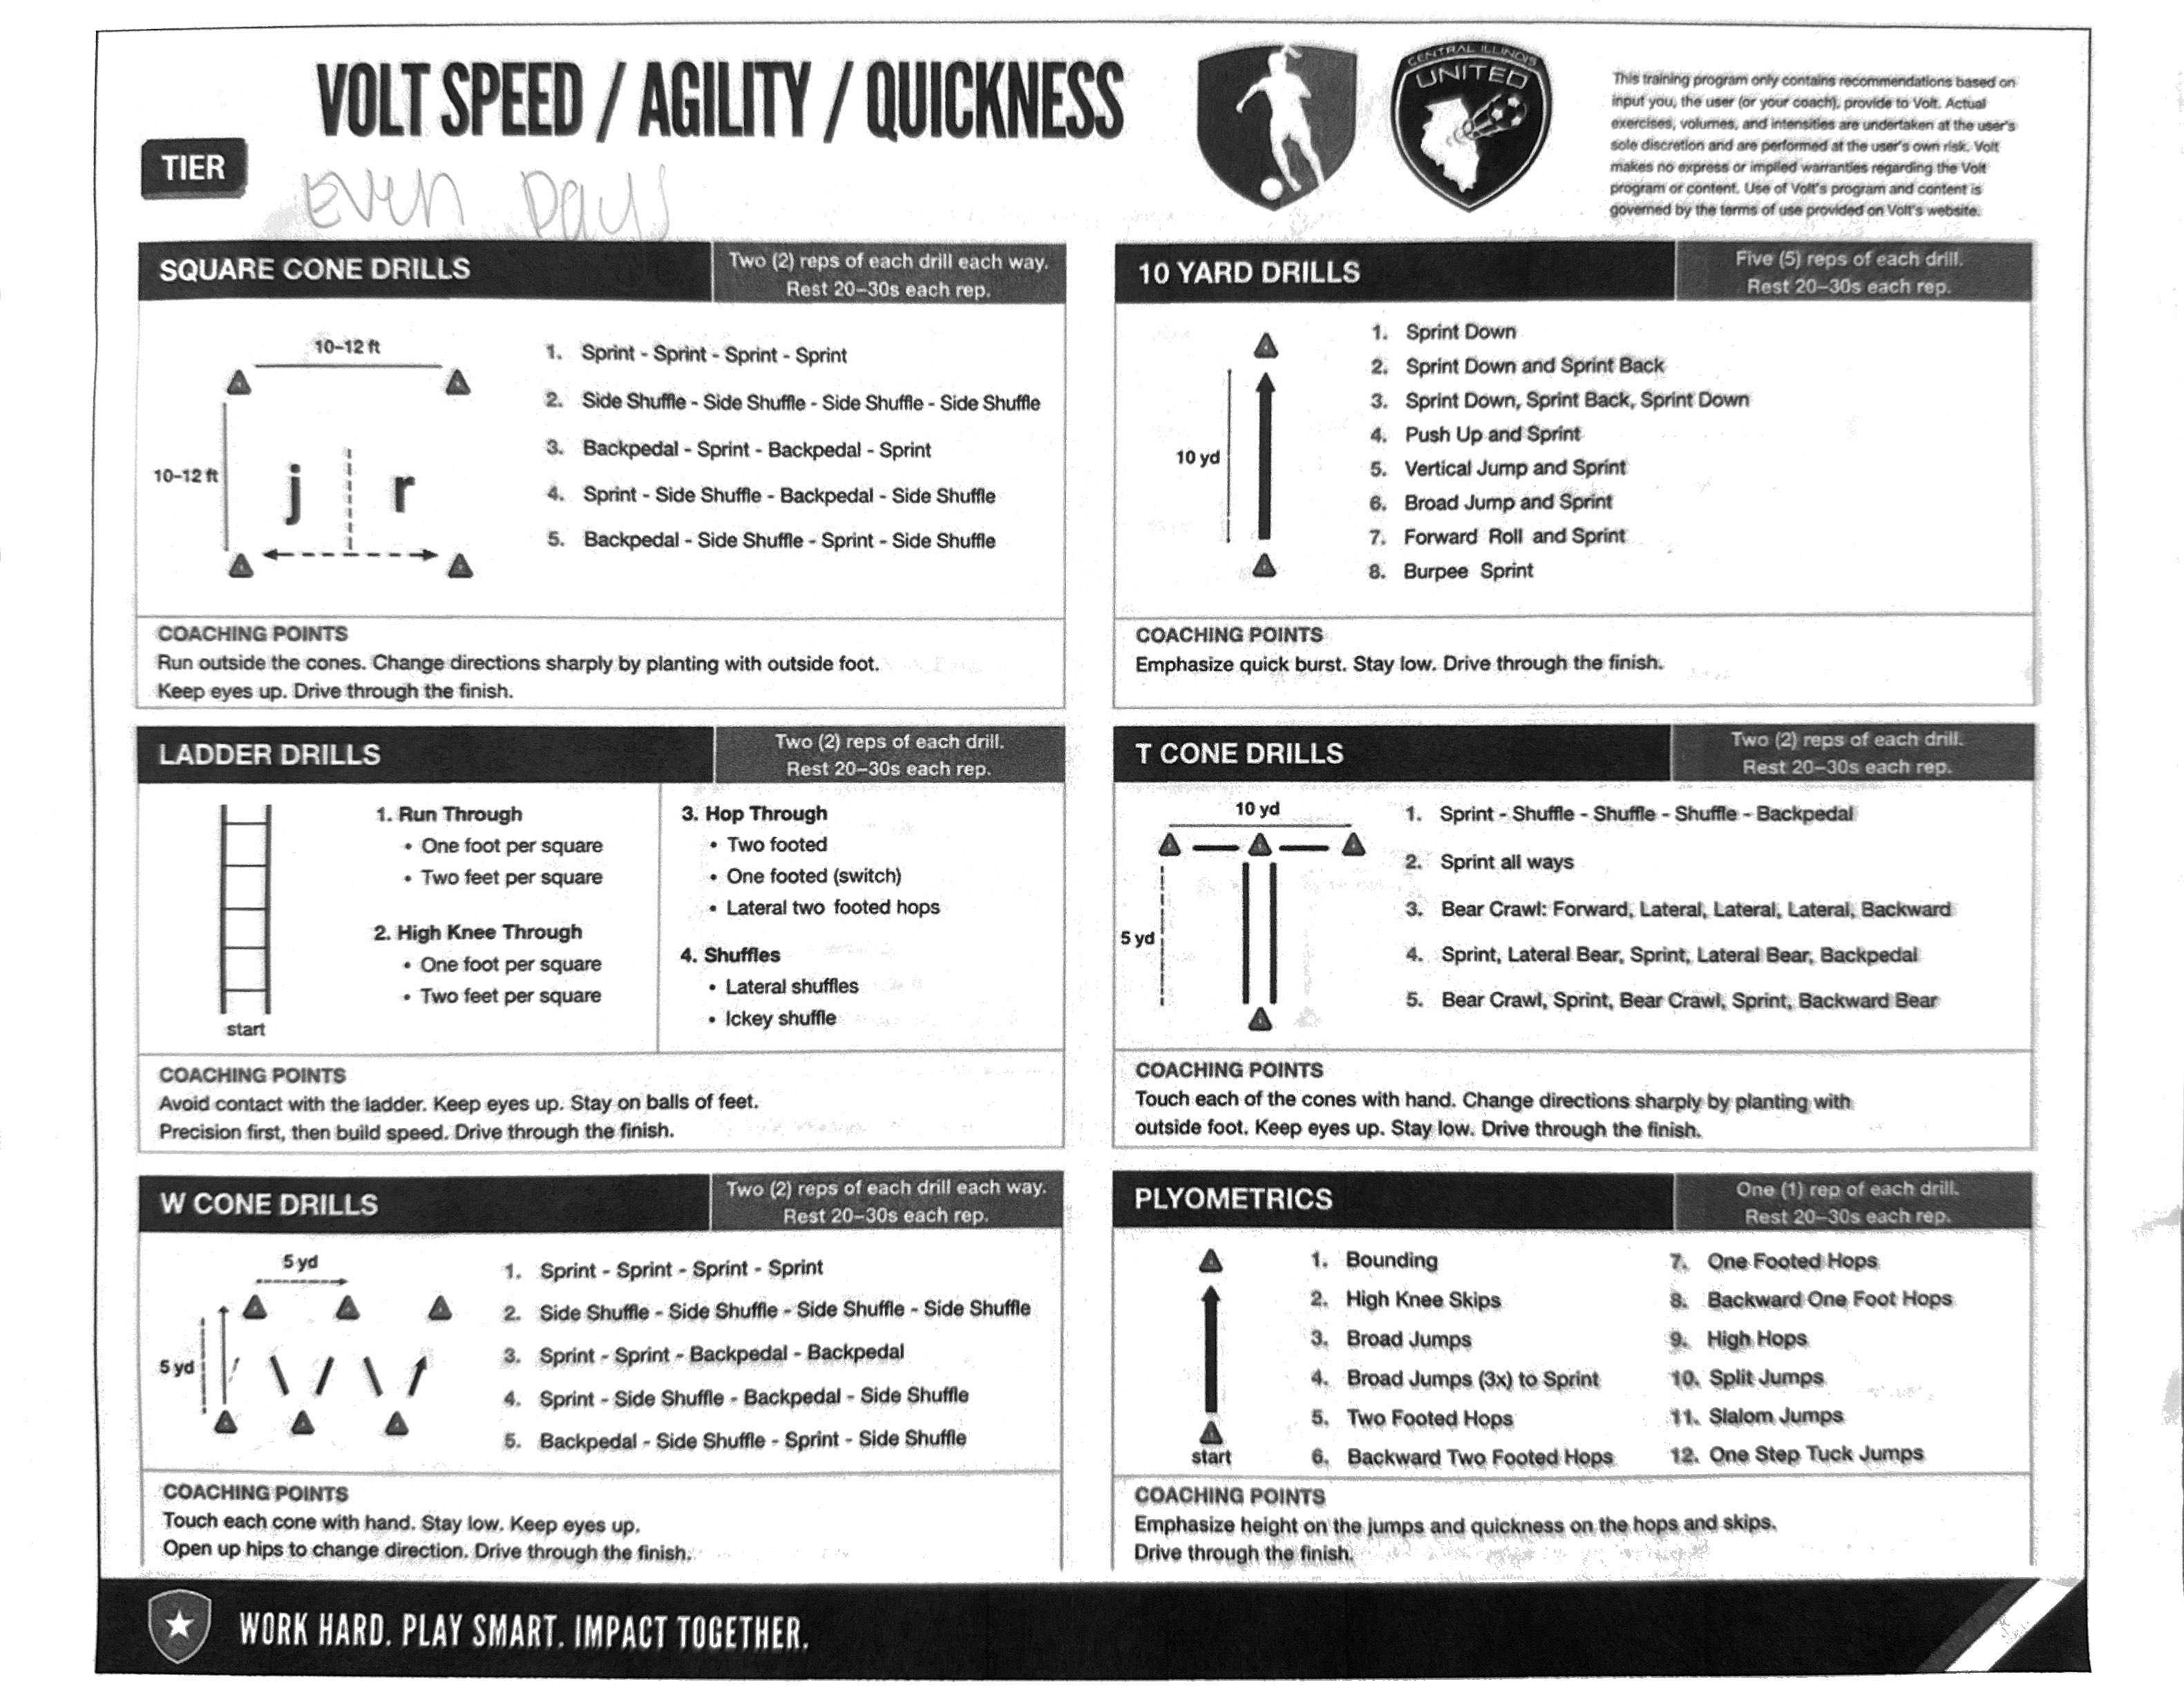 VOLT SPEED / AGILITY / QUICKNESS
TIER
Even Days
CENTRAL ILLINOIS
UNITED
This training program only contains recommendations based on
input you, the user (or your coach), provide to Volt. Actual
exercises, volumes, and intensities are undertaken at the user's
sole discretion and are performed at the user's own risk. Volt
makes no express or implied warranties regarding the Volt
program or content. Use of Volt's program and content is
governed by the terms of use provided on Volt's website.
SQUARE CONE DRILLS
Two (2) reps of each drill each way.
Rest 20–30s each rep.
10–12 ft
10–12 ft
j r
1. Sprint - Sprint - Sprint - Sprint
2. Side Shuffle - Side Shuffle - Side Shuffle - Side Shuffle
3. Backpedal - Sprint - Backpedal - Sprint
4. Sprint - Side Shuffle - Backpedal - Side Shuffle
5. Backpedal - Side Shuffle - Sprint - Side Shuffle
COACHING POINTS
Run outside the cones. Change directions sharply by planting with outside foot.
Keep eyes up. Drive through the finish.
10 YARD DRILLS
Five (5) reps of each drill.
Rest 20–30s each rep.
10 yd
1. Sprint Down
2. Sprint Down and Sprint Back
3. Sprint Down, Sprint Back, Sprint Down
4. Push Up and Sprint
5. Vertical Jump and Sprint
6. Broad Jump and Sprint
7. Forward Roll and Sprint
8. Burpee Sprint
COACHING POINTS
Emphasize quick burst. Stay low. Drive through the finish.
LADDER DRILLS
Two (2) reps of each drill.
Rest 20–30s each rep.
start
1. Run Through
• One foot per square
• Two feet per square
2. High Knee Through
• One foot per square
• Two feet per square
3. Hop Through
• Two footed
• One footed (switch)
• Lateral two footed hops
4. Shuffles
• Lateral shuffles
• Ickey shuffle
COACHING POINTS
Avoid contact with the ladder. Keep eyes up. Stay on balls of feet.
Precision first, then build speed. Drive through the finish.
T CONE DRILLS
Two (2) reps of each drill.
Rest 20–30s each rep.
10 yd
5 yd
1. Sprint - Shuffle - Shuffle - Shuffle - Backpedal
2. Sprint all ways
3. Bear Crawl: Forward, Lateral, Lateral, Lateral, Backward
4. Sprint, Lateral Bear, Sprint, Lateral Bear, Backpedal
5. Bear Crawl, Sprint, Bear Crawl, Sprint, Backward Bear
COACHING POINTS
Touch each of the cones with hand. Change directions sharply by planting with
outside foot. Keep eyes up. Stay low. Drive through the finish.
W CONE DRILLS
Two (2) reps of each drill each way.
Rest 20–30s each rep.
5 yd
5 yd
1. Sprint - Sprint - Sprint - Sprint
2. Side Shuffle - Side Shuffle - Side Shuffle - Side Shuffle
3. Sprint - Sprint - Backpedal - Backpedal
4. Sprint - Side Shuffle - Backpedal - Side Shuffle
5. Backpedal - Side Shuffle - Sprint - Side Shuffle
COACHING POINTS
Touch each cone with hand. Stay low. Keep eyes up.
Open up hips to change direction. Drive through the finish.
PLYOMETRICS
One (1) rep of each drill.
Rest 20–30s each rep.
start
1. Bounding
2. High Knee Skips
3. Broad Jumps
4. Broad Jumps (3x) to Sprint
5. Two Footed Hops
6. Backward Two Footed Hops
7. One Footed Hops
8. Backward One Foot Hops
9. High Hops
10. Split Jumps
11. Slalom Jumps
12. One Step Tuck Jumps
COACHING POINTS
Emphasize height on the jumps and quickness on the hops and skips.
Drive through the finish.
WORK HARD. PLAY SMART. IMPACT TOGETHER.